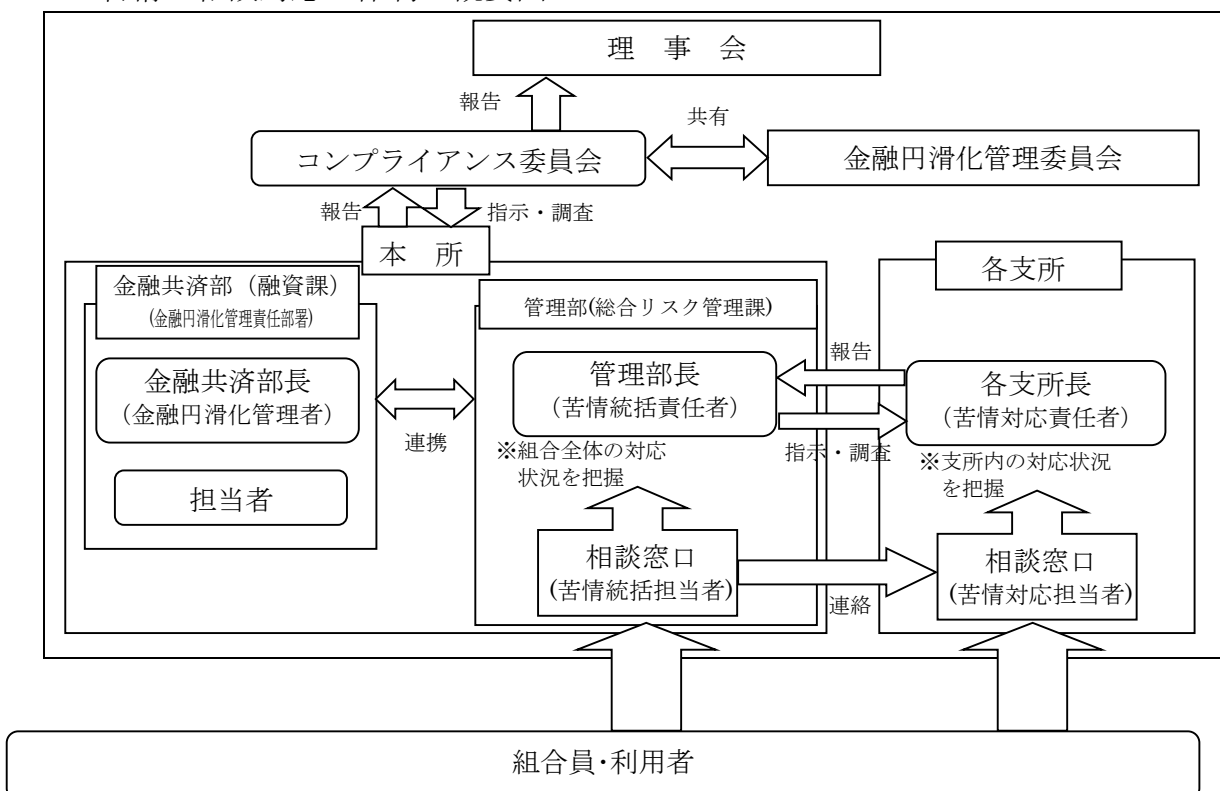 理 事 会
報告
共有
コンプライアンス委員会
金融円滑化管理委員会
報告
指示・調査
本 所
各支所
金融共済部（融資課）
(金融円滑化管理責任部署)
管理部(総合リスク管理課)
金融共済部長
（金融円滑化管理者）
担当者
連携
管理部長
（苦情統括責任者）
※組合全体の対応
状況を把握
報告
指示・調査
各支所長
（苦情対応責任者）
※支所内の対応状況
を把握
相談窓口
(苦情統括担当者)
連絡
相談窓口
(苦情対応担当者)
組合員･利用者